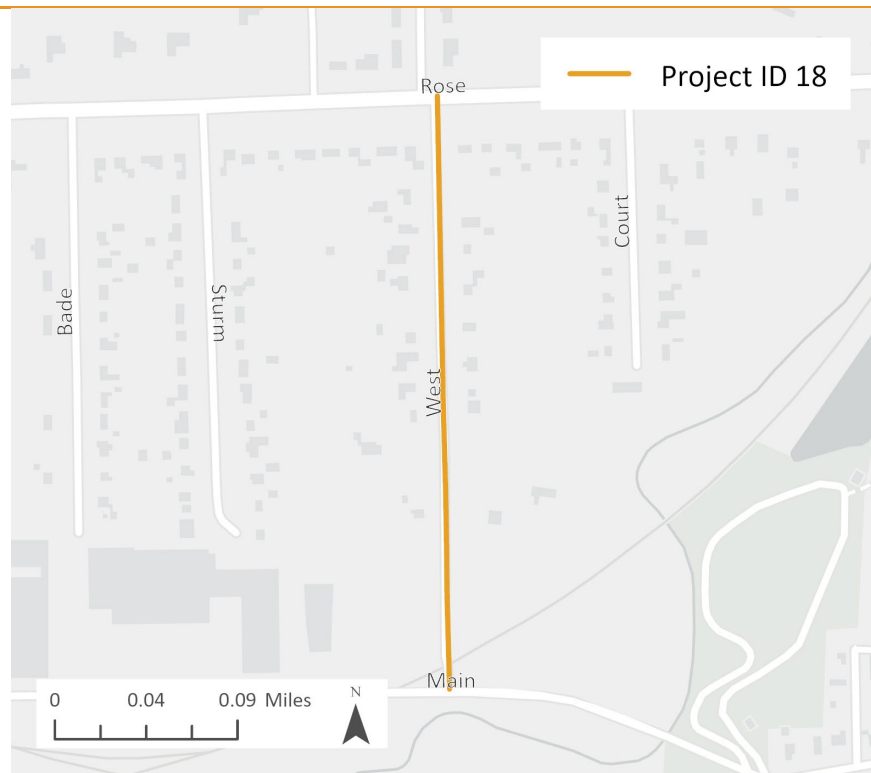 Project ID 18
Rose
Court
Bade
Sturm
West
Main
0 0.04 0.09 Miles
N